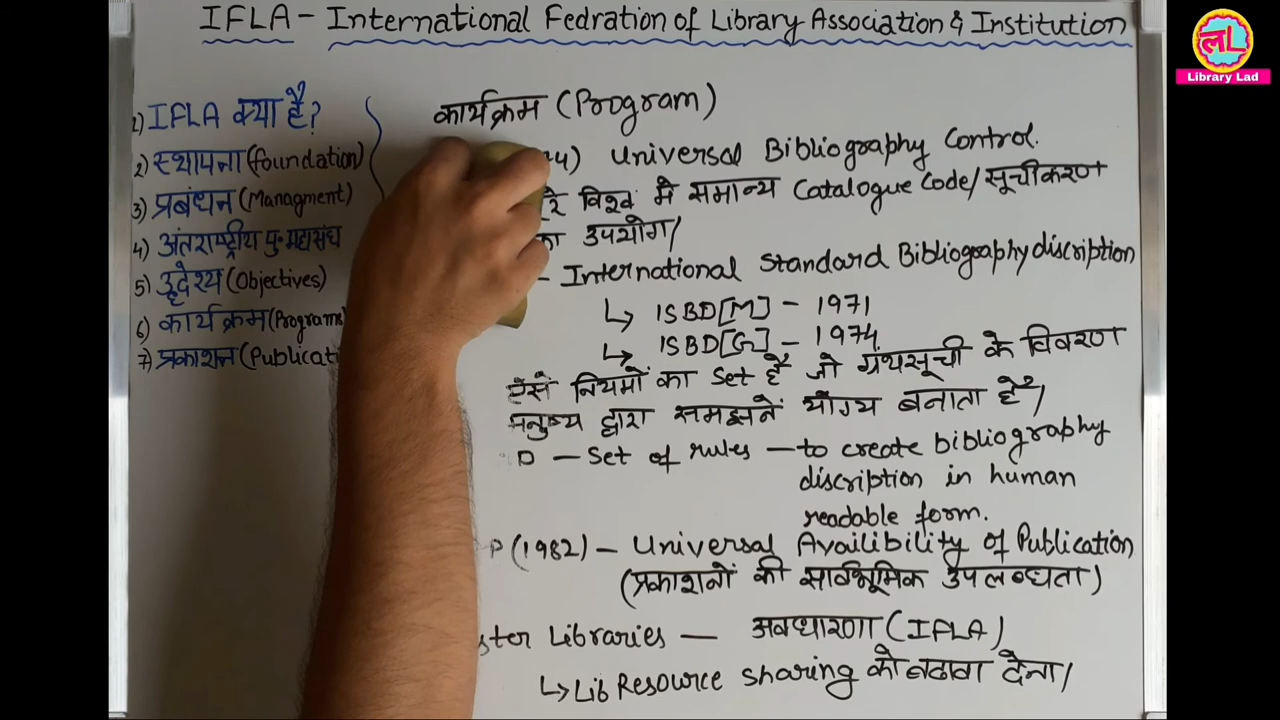 IFLA - International Fedration of Library Association & Institution
Library Lad
1) IFLA क्या है?
2) स्थापना (Foundation)
3) प्रबंधन (Managment)
4) अंतराष्ट्रीय पु॰ महासंघ
5) उद्देश्य (Objectives)
6) कार्यक्रम (Programs)
7) प्रकाशन (Publicati
कार्यक्रम (Program)
74) Universal Bibliography Control.
रे विश्व मे समान्य Catalogue Code/सूचीकरण
का उपयोग/
- International Standard Bibliography discription
↳ ISBD[M] - 1971
↳ ISBD[G] - 1974
ऐसे नियमों का Set है जो ग्रंथसूची के विवरण
मनुष्य द्वारा समझनें योग्य बनाता है/
D - Set of rules - to create bibliography
discription in human
readable form.
P (1982) - Universal Availibility of Publication
(प्रकाशनों की सार्वभूमिक उपलब्धता)
ster Libraries - अवधारणा (IFLA)
↳ Lib Resource sharing को बढावा देना/